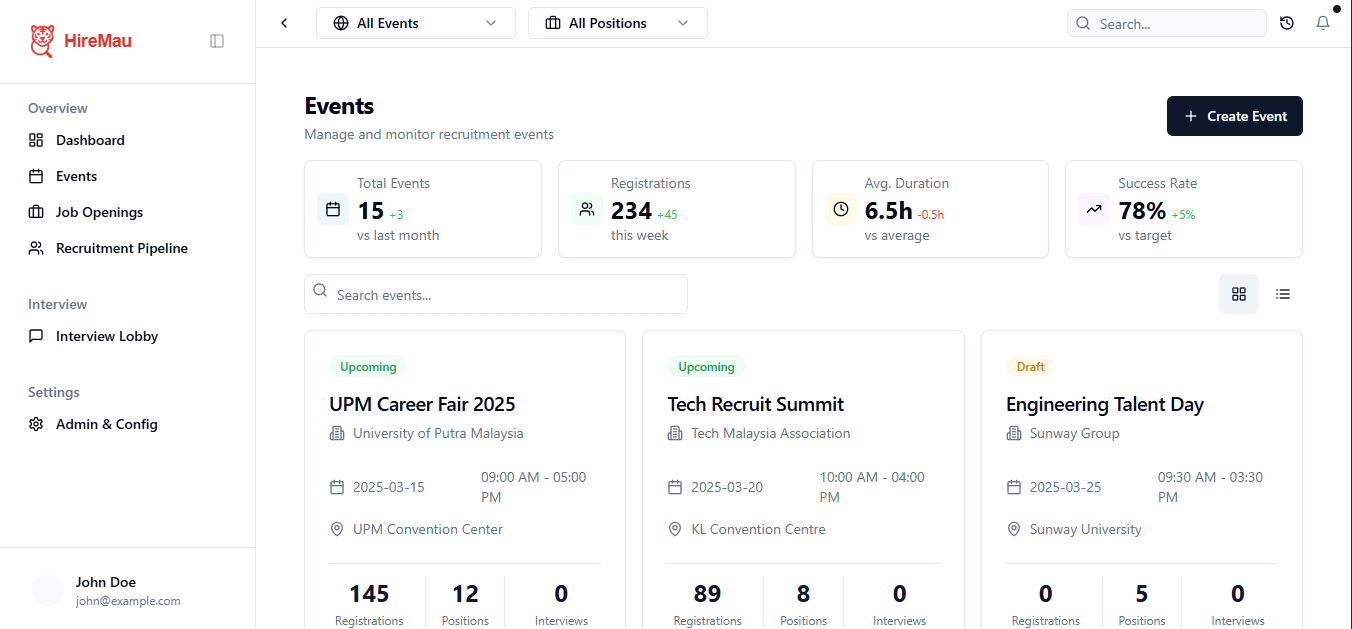 HireMau
All Events
All Positions
Search...
Overview
Dashboard
Events
Job Openings
Recruitment Pipeline
Interview
Interview Lobby
Settings
Admin & Config
John Doe
john@example.com
Events
Manage and monitor recruitment events
Create Event
Total Events
15 +3
vs last month
Registrations
234 +45
this week
Avg. Duration
6.5h -0.5h
vs average
Success Rate
78% +5%
vs target
Search events...
Upcoming
UPM Career Fair 2025
University of Putra Malaysia
2025-03-15
09:00 AM - 05:00
PM
UPM Convention Center
145
Registrations
12
Positions
0
Interviews
Upcoming
Tech Recruit Summit
Tech Malaysia Association
2025-03-20
10:00 AM - 04:00
PM
KL Convention Centre
89
Registrations
8
Positions
0
Interviews
Draft
Engineering Talent Day
Sunway Group
2025-03-25
09:30 AM - 03:30
PM
Sunway University
0
Registrations
5
Positions
0
Interviews